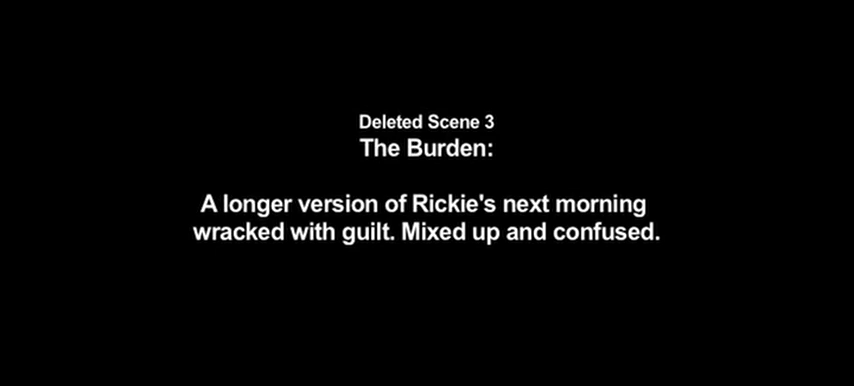 Deleted Scene 3
The Burden:
A longer version of Rickie's next morning
wracked with guilt. Mixed up and confused.